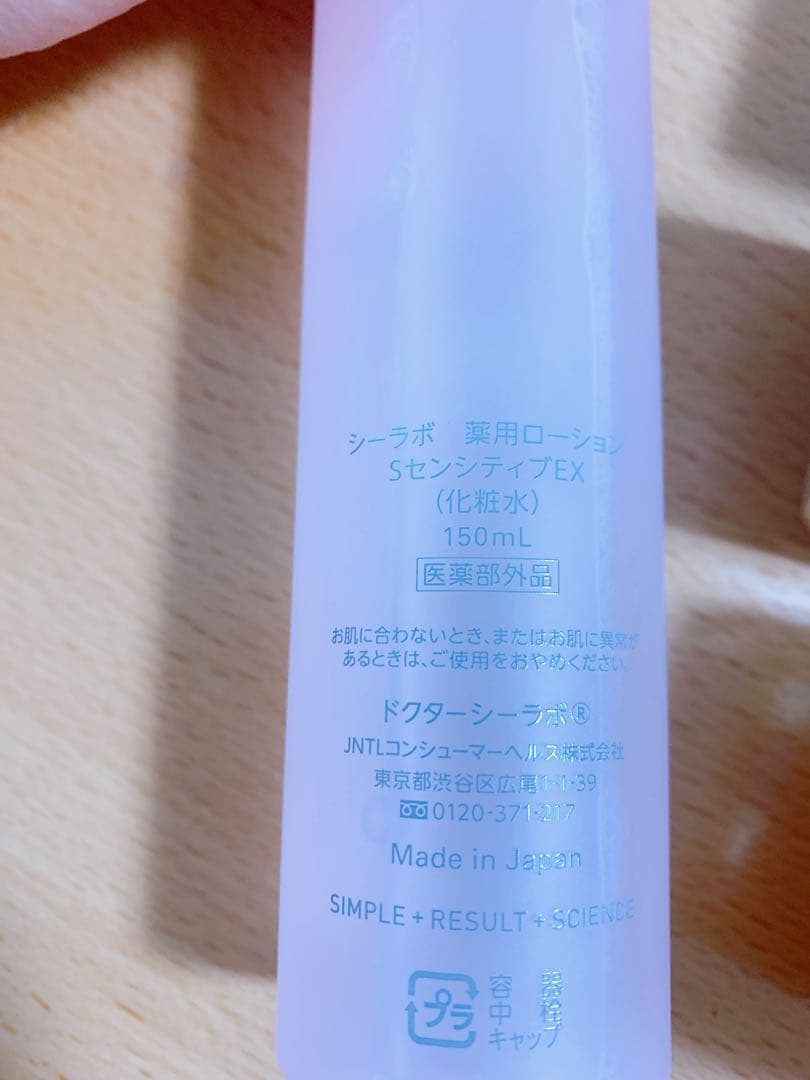 シーラボ 薬用ローション
SセンシティブEX
(化粧水)
150mL
医薬部外品
お肌に合わないとき、またはお肌に異常が
あるときは、ご使用をおやめください。
ドクターシーラボ®
JNTLコンシューマーヘルス株式会社
東京都渋谷区広尾1-1-39
0120-371-217
Made in Japan
SIMPLE + RESULT + SCIENCE
プラ
容器
中栓
キャップ